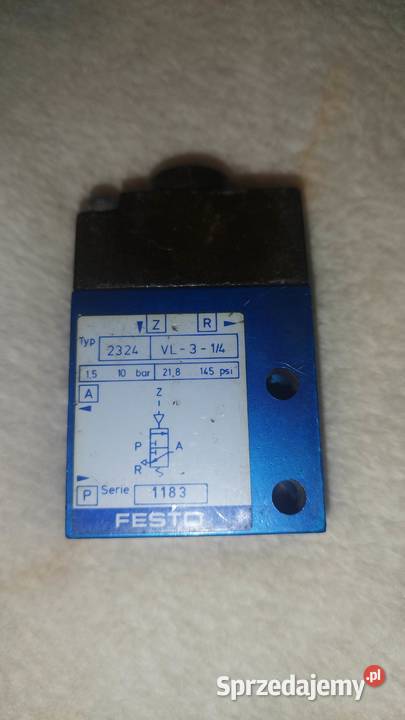 Z R
Typ 2324 VL-3-1/4
1,5 10 bar 21,8 145 psi
A
Z
P A
R
P Serie 1183
FESTO
Sprzedajemy.pl